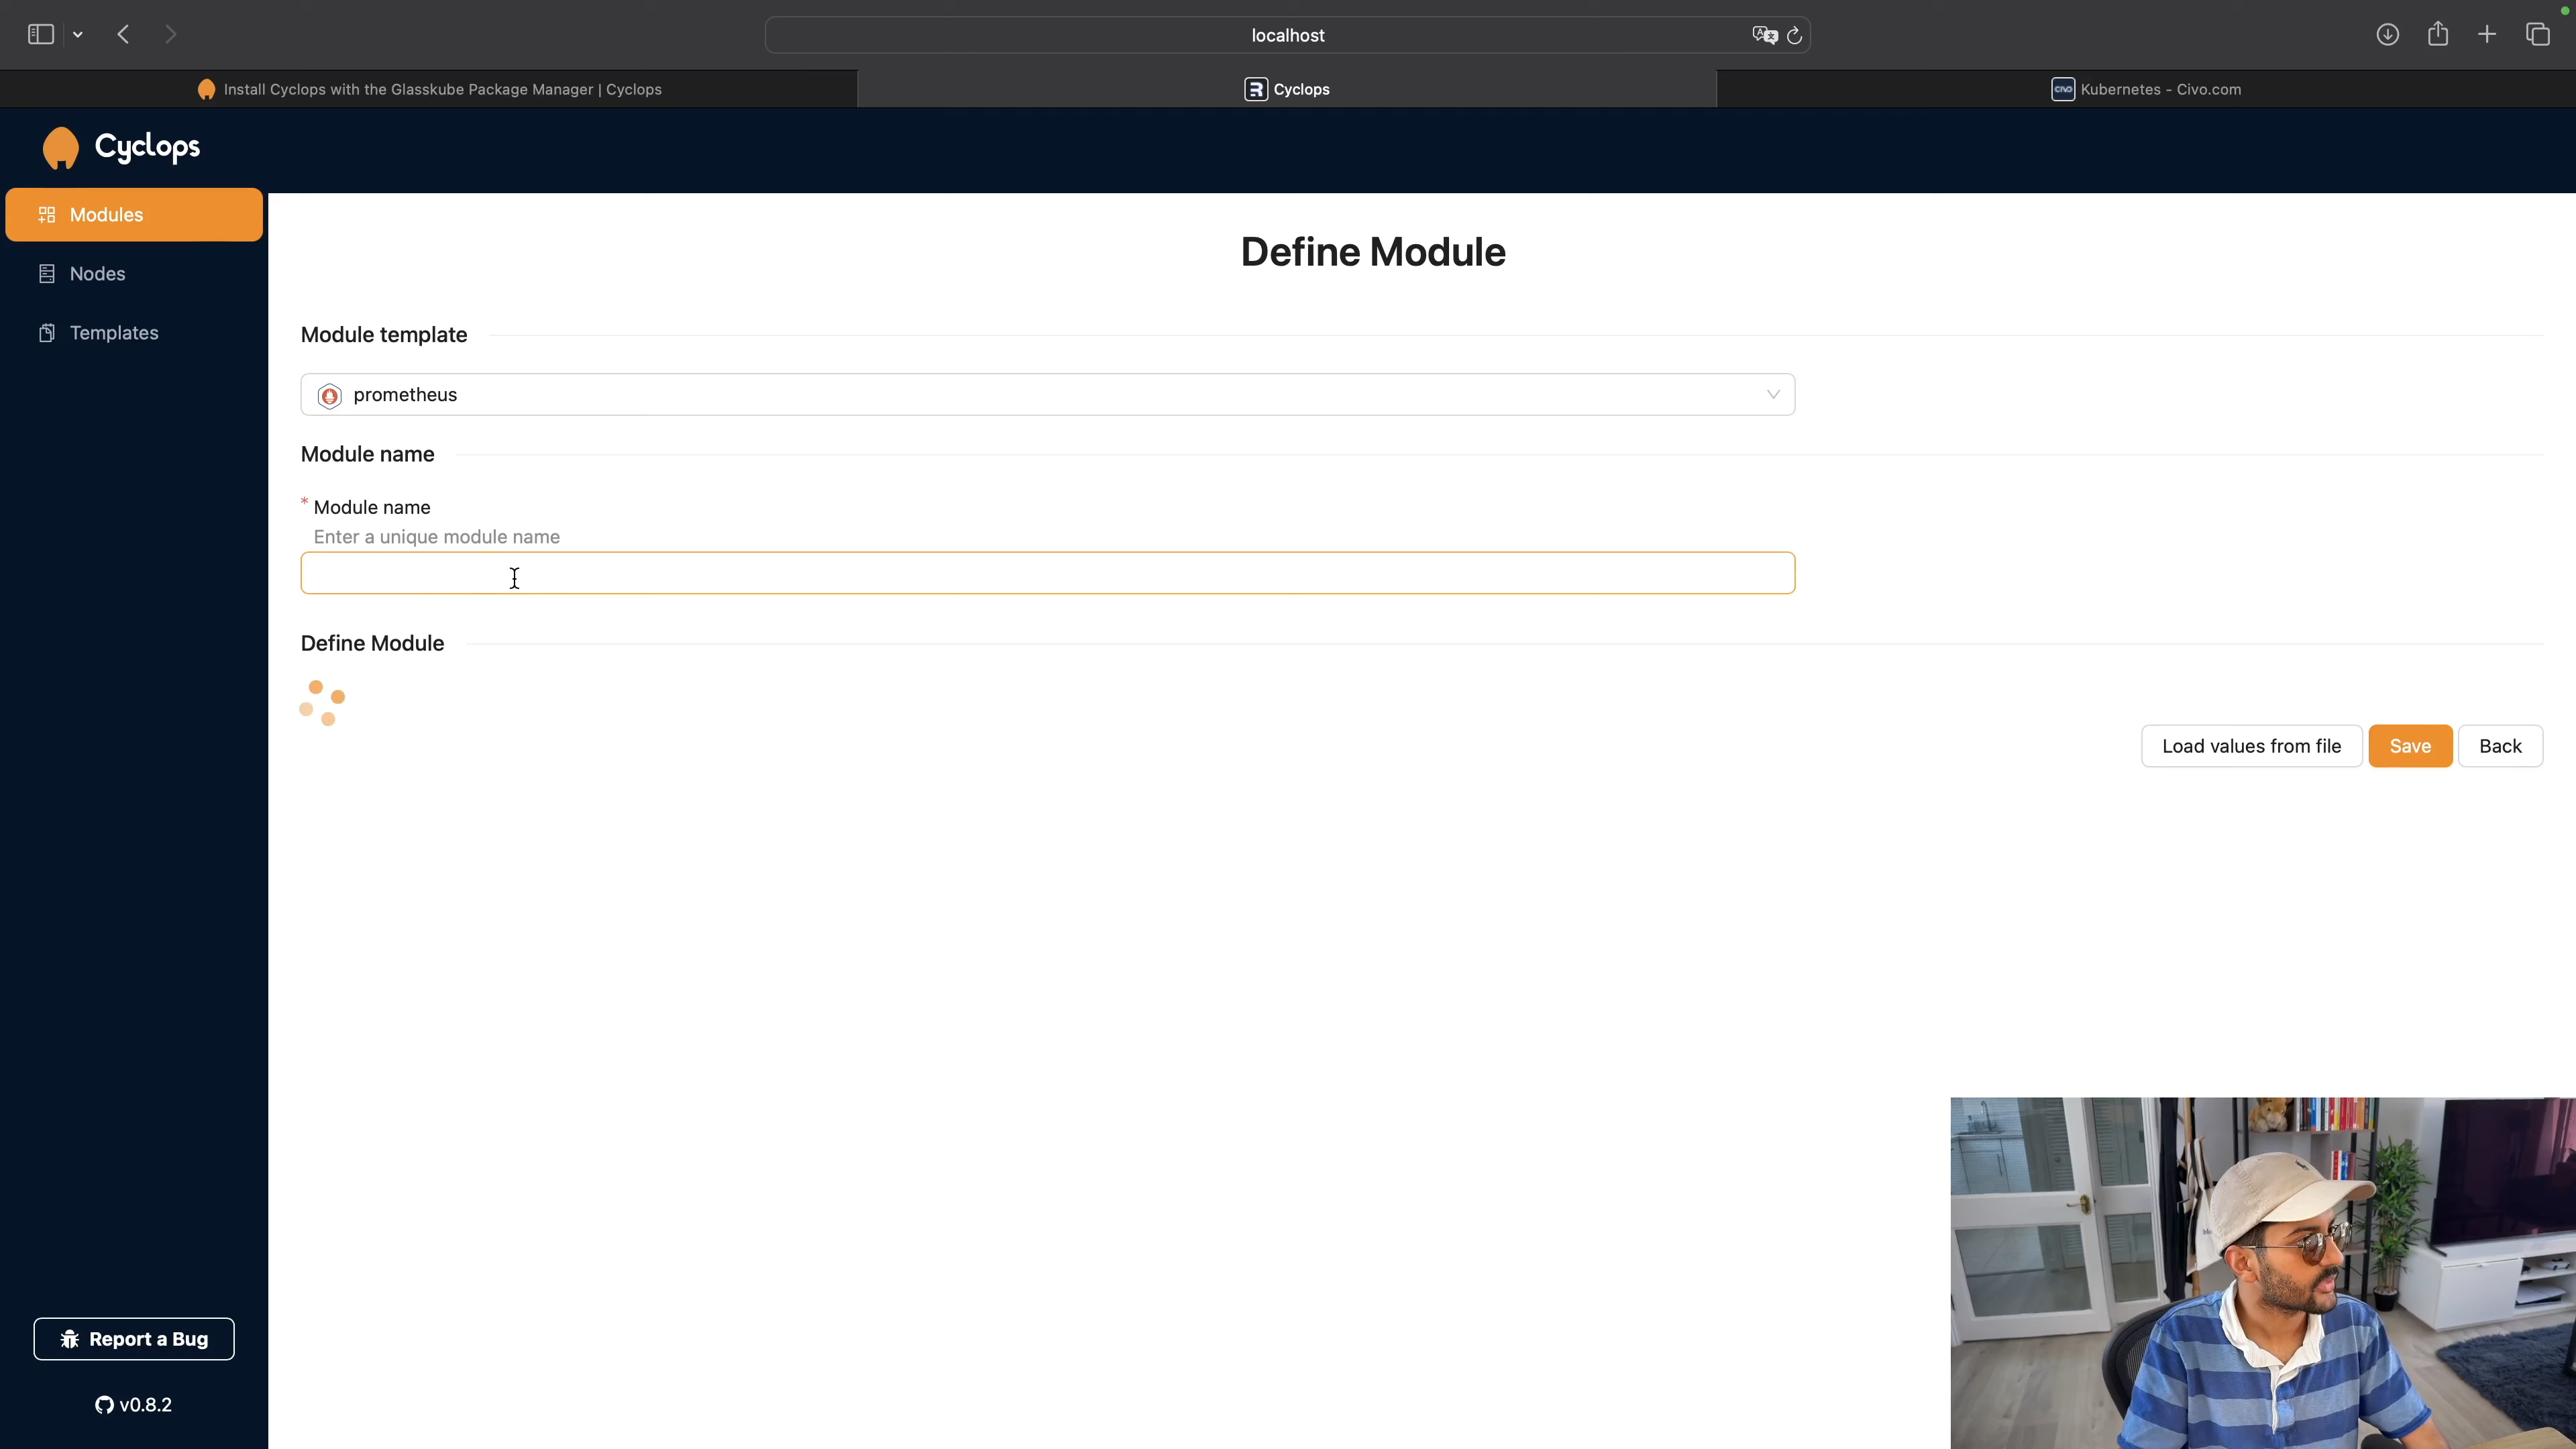 localhost
Install Cyclops with the Glasskube Package Manager | Cyclops
Cyclops
CIVO Kubernetes - Civo.com
Cyclops
Modules
Nodes
Templates
Define Module
Module template
prometheus
Module name
* Module name
Enter a unique module name
Define Module
Load values from file
Save
Back
Report a Bug
v0.8.2